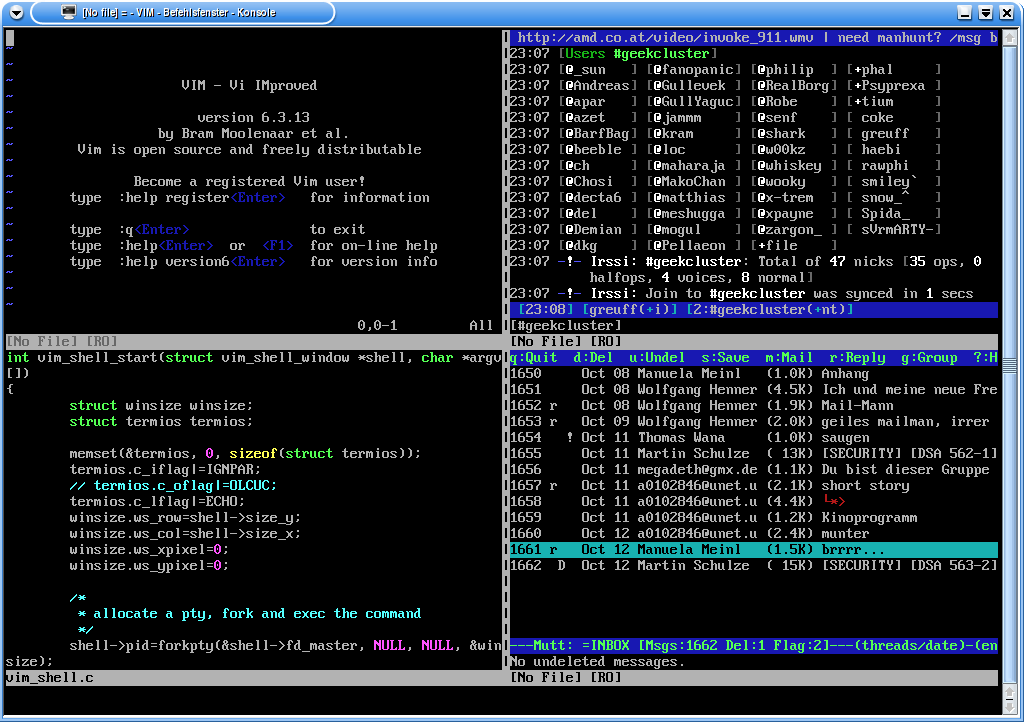 [No file] = - VIM - Befehlsfenster - Konsole
~
~
~
VIM - Vi IMproved
~
~
version 6.3.13
~
by Bram Moolenaar et al.
~
Vim is open source and freely distributable
~
~
Become a registered Vim user!
~
type :help register<Enter> for information
~
~
type :q<Enter> to exit
~
type :help<Enter> or <F1> for on-line help
~
type :help version6<Enter> for version info
~
~
~
0,0-1 All
[No File] [RO]
http://amd.co.at/video/invoke_911.wmv | need manhunt? /msg b
23:07 [Users #geekcluster]
23:07 [@_sun ] [@fanopanic] [@philip ] [+phal ]
23:07 [@Andreas] [@Gullevek ] [@RealBorg] [+Psyprexa ]
23:07 [@apar ] [@GullYaguc] [@Robe ] [+tium ]
23:07 [@azet ] [@jammm ] [@senf ] [ coke ]
23:07 [@BarfBag] [@kram ] [@shark ] [ greuff ]
23:07 [@beeble ] [@loc ] [@w00kz ] [ haebi ]
23:07 [@ch ] [@maharaja ] [@whiskey ] [ rawphi ]
23:07 [@Chosi ] [@MakoChan ] [@wooky ] [ smiley` ]
23:07 [@decta6 ] [@matthias ] [@x-trem ] [ snow_^ ]
23:07 [@del ] [@meshugga ] [@xpayne ] [ Spida_ ]
23:07 [@Demian ] [@mogul ] [@zargon_ ] [ sVrmARTY-]
23:07 [@dkg ] [@Pellaeon ] [+file ]
23:07 -!- Irssi: #geekcluster: Total of 47 nicks [35 ops, 0
halfops, 4 voices, 8 normal]
23:07 -!- Irssi: Join to #geekcluster was synced in 1 secs
[23:08] [greuff(+i)] [2:#geekcluster(+nt)]
[#geekcluster]
[No File] [RO]
int vim_shell_start(struct vim_shell_window *shell, char *argv
[])
{
struct winsize winsize;
struct termios termios;
memset(&termios, 0, sizeof(struct termios));
termios.c_iflag|=IGNPAR;
// termios.c_oflag|=OLCUC;
termios.c_lflag|=ECHO;
winsize.ws_row=shell->size_y;
winsize.ws_col=shell->size_x;
winsize.ws_xpixel=0;
winsize.ws_ypixel=0;
/*
* allocate a pty, fork and exec the command
*/
shell->pid=forkpty(&shell->fd_master, NULL, NULL, &win
size);
vim_shell.c
q:Quit d:Del u:Undel s:Save m:Mail r:Reply g:Group ?:H
1650 Oct 08 Manuela Meinl (1.0K) Anhang
1651 Oct 08 Wolfgang Henner (4.5K) Ich und meine neue Fre
1652 r Oct 08 Wolfgang Henner (1.9K) Mail-Mann
1653 r Oct 09 Wolfgang Henner (2.0K) geiles mailman, irrer
1654 ! Oct 11 Thomas Wana (1.0K) saugen
1655 Oct 11 Martin Schulze ( 13K) [SECURITY] [DSA 562-1]
1656 Oct 11 megadeth@gmx.de (1.1K) Du bist dieser Gruppe
1657 r Oct 11 a0102846@unet.u (2.1K) short story
1658 Oct 11 a0102846@unet.u (4.4K) └*>
1659 Oct 11 a0102846@unet.u (1.2K) Kinoprogramm
1660 Oct 12 a0102846@unet.u (2.4K) munter
1661 r Oct 12 Manuela Meinl (1.5K) brrrr...
1662 D Oct 12 Martin Schulze ( 15K) [SECURITY] [DSA 563-2]
---Mutt: =INBOX [Msgs:1662 Del:1 Flag:2]---(threads/date)-(en
No undeleted messages.
[No File] [RO]